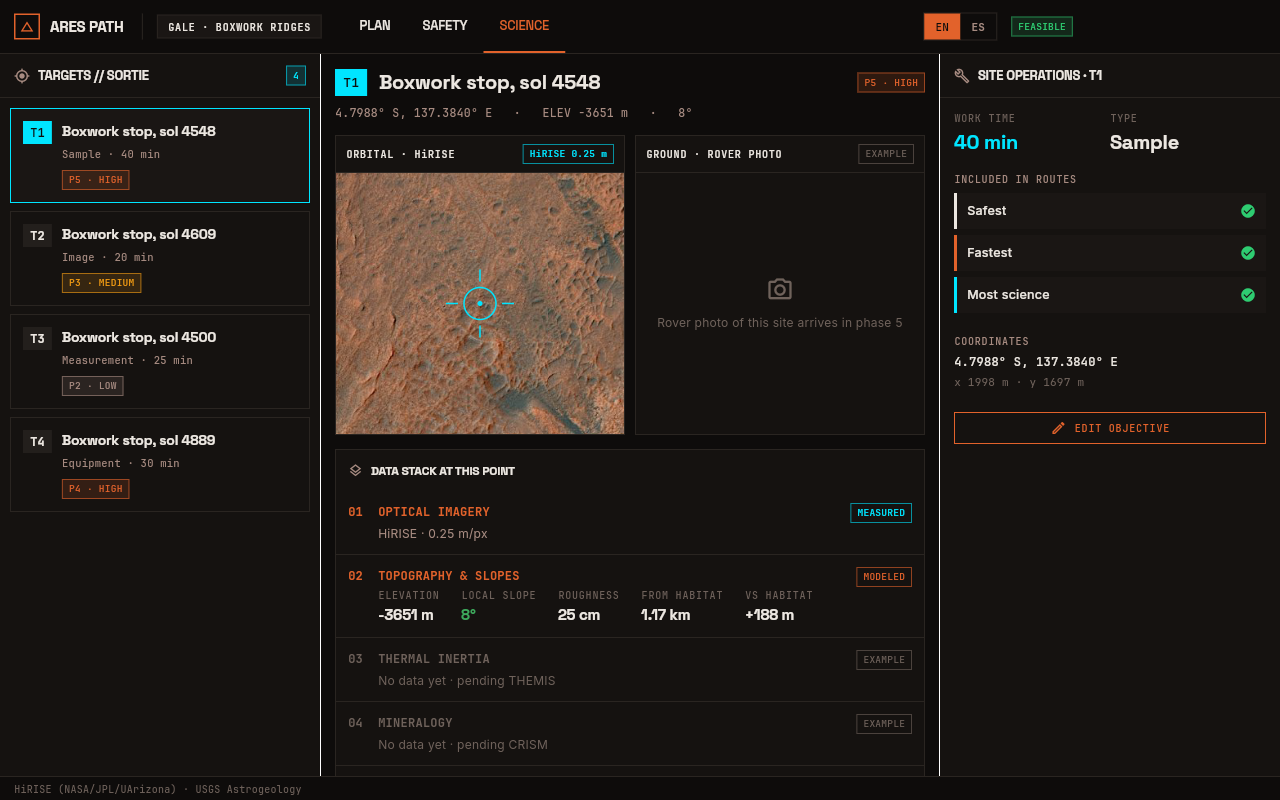 ARES PATH
GALE · BOXWORK RIDGES
PLAN
SAFETY
SCIENCE
EN
ES
FEASIBLE
TARGETS // SORTIE
4
T1
Boxwork stop, sol 4548
Sample · 40 min
P5 · HIGH
T2
Boxwork stop, sol 4609
Image · 20 min
P3 · MEDIUM
T3
Boxwork stop, sol 4500
Measurement · 25 min
P2 · LOW
T4
Boxwork stop, sol 4889
Equipment · 30 min
P4 · HIGH
T1
Boxwork stop, sol 4548
P5 · HIGH
4.7988° S, 137.3840° E · ELEV -3651 m · 8°
ORBITAL · HiRISE
HiRISE 0.25 m
GROUND · ROVER PHOTO
EXAMPLE
Rover photo of this site arrives in phase 5
DATA STACK AT THIS POINT
01 OPTICAL IMAGERY
MEASURED
HiRISE · 0.25 m/px
02 TOPOGRAPHY & SLOPES
MODELED
ELEVATION LOCAL SLOPE ROUGHNESS FROM HABITAT VS HABITAT
-3651 m 8° 25 cm 1.17 km +188 m
03 THERMAL INERTIA
EXAMPLE
No data yet · pending THEMIS
04 MINERALOGY
EXAMPLE
No data yet · pending CRISM
SITE OPERATIONS · T1
WORK TIME TYPE
40 min Sample
INCLUDED IN ROUTES
Safest
Fastest
Most science
COORDINATES
4.7988° S, 137.3840° E
x 1998 m · y 1697 m
EDIT OBJECTIVE
HiRISE (NASA/JPL/UArizona) · USGS Astrogeology